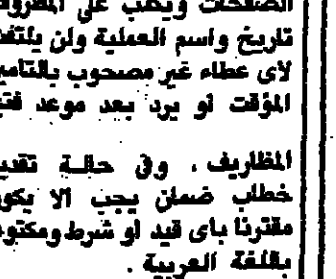 الصفحات ويكتب على المظروف
تاريخ واسم العملية ولن يلتفت
لاى عطاء غير مصحوب بالتأمين
المؤقت او يرد بعد موعد فتح
المظاريف ، وفى حالة تقديم
خطاب ضمان يجب الا يكون
مقترنا باى قيد او شرط ومكتوب
باللغة العربية .